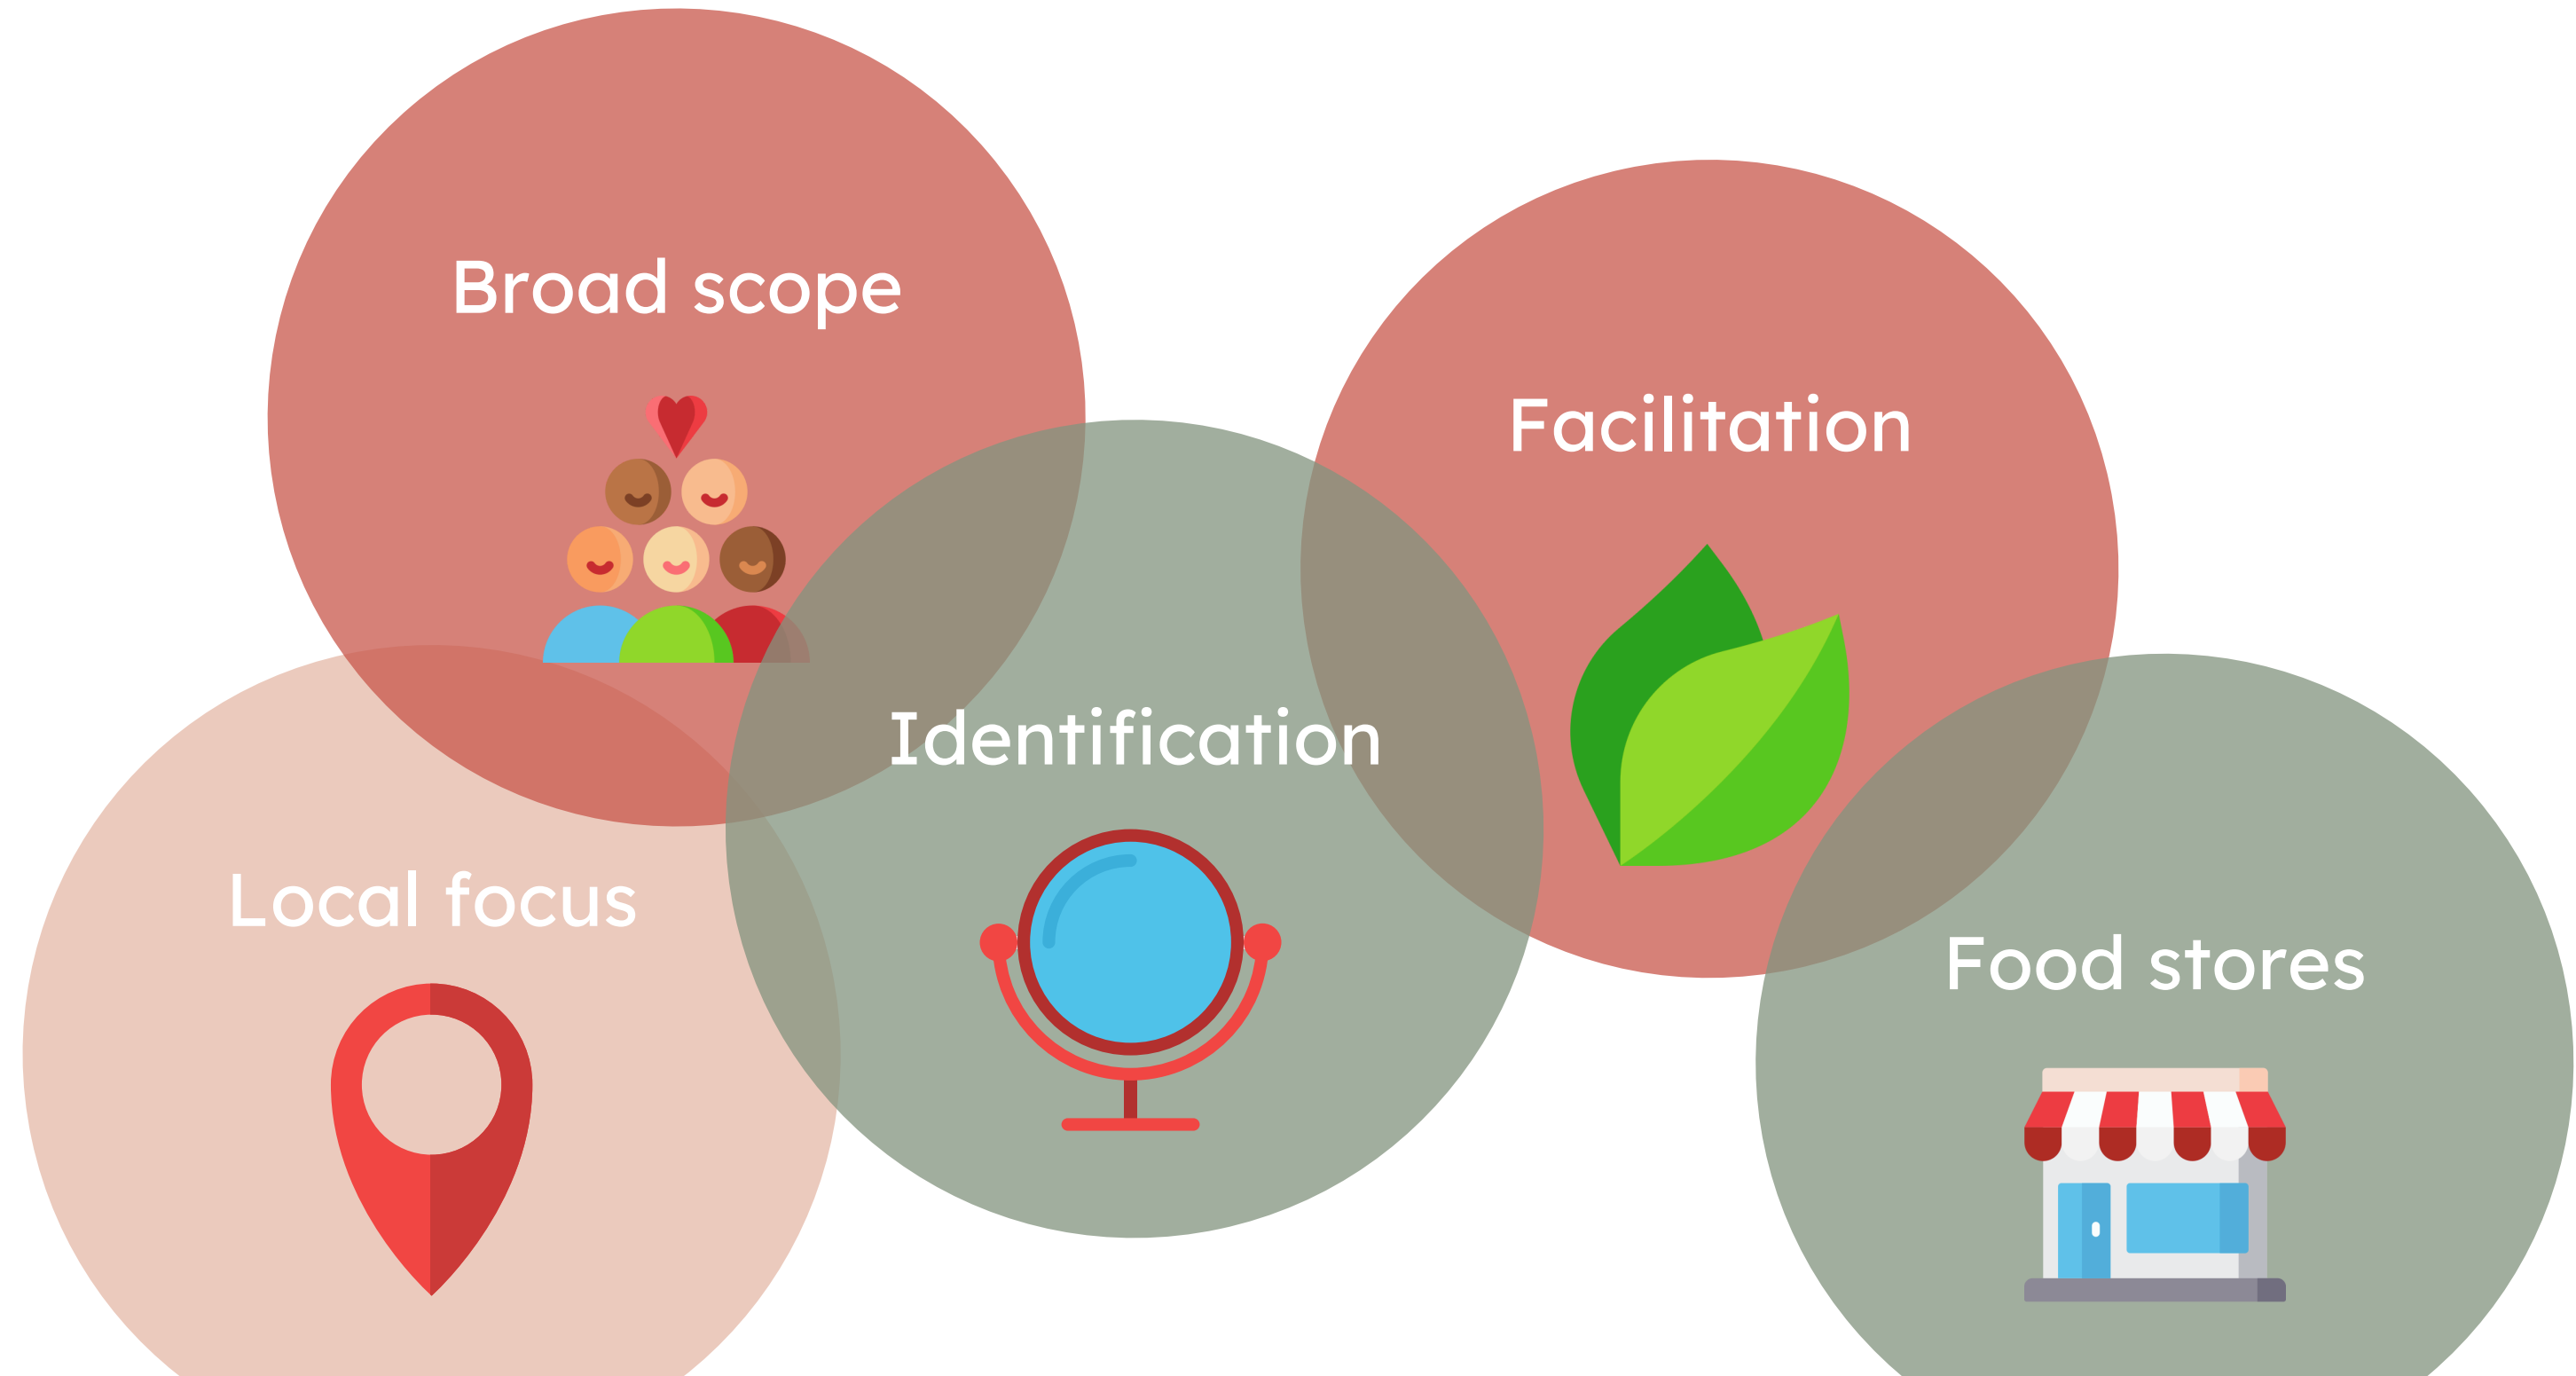 Broad scope
Facilitation
Identification
Local focus
Food stores